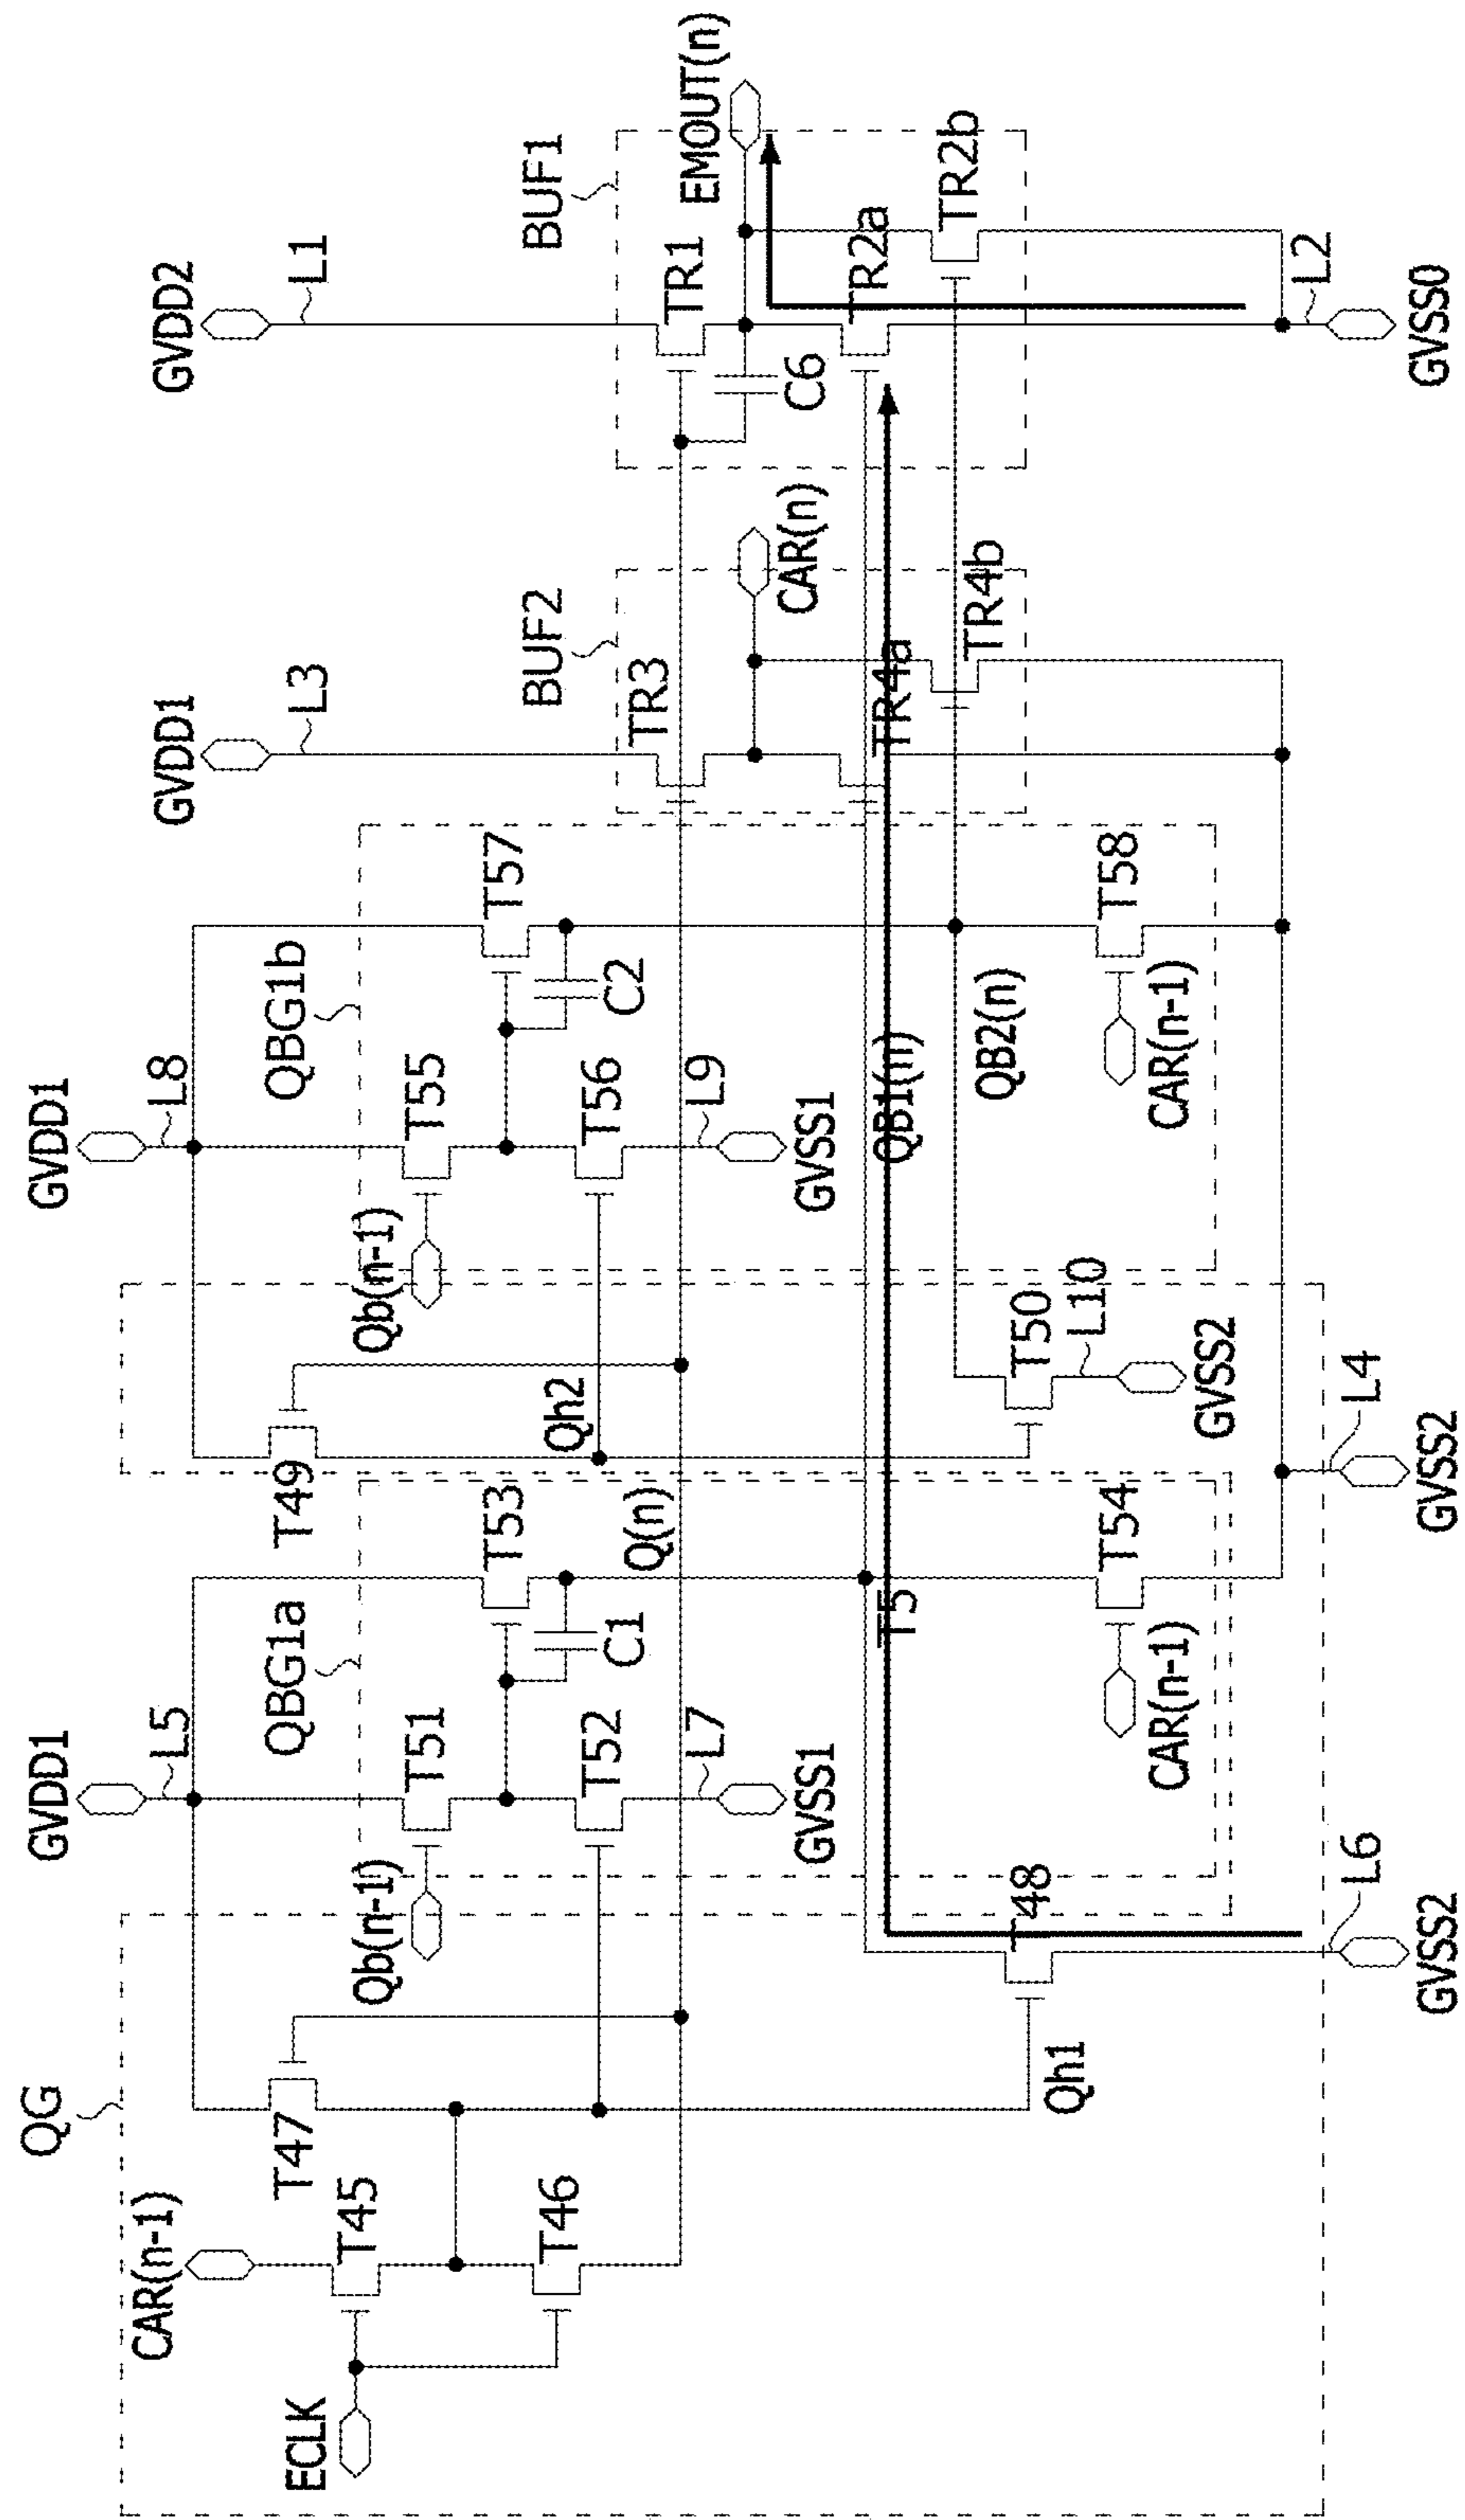 GVDD2
L1
BUF1
TR1
EMOUT(n)
C6
TR2a
TR2b
L2
GVSS0
GVDD1
L3
BUF2
TR3
CAR(n)
TR4a
TR4b
GVDD1
L8
QBG1b
T57
T55
C2
Qb(n-1)
T56
L9
GVSS1
QB1(n)
QB2(n)
T58
CAR(n-1)
T49
Qh2
T50
L10
GVSS2
L4
GVSS2
GVDD1
L5
QBG1a
T53
T51
C1
Q(n)
Qb(n-1)
T52
L7
GVSS1
T5
T54
CAR(n-1)
QG
T47
CAR(n-1)
T45
T46
ECLK
T48
Qh1
L6
GVSS2